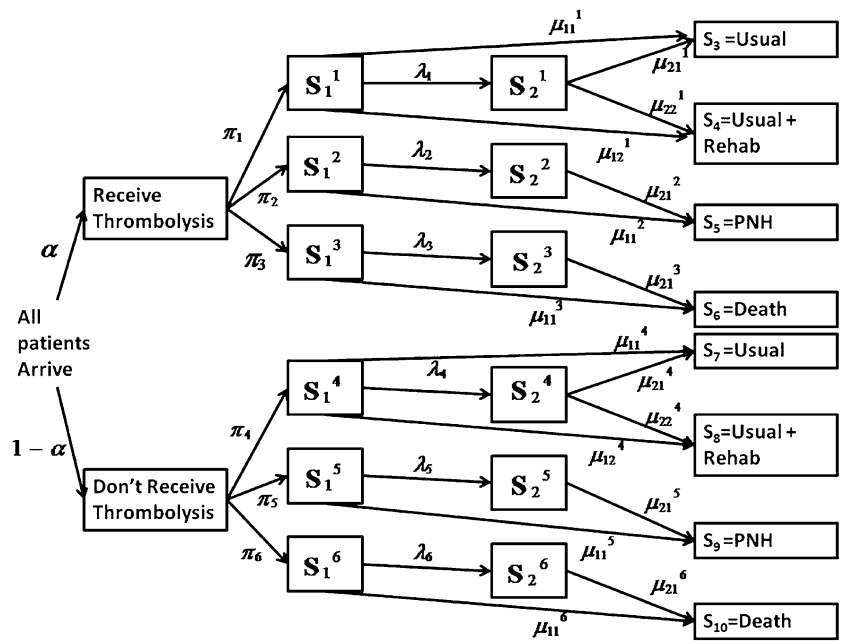 μ₁₁¹
S₃ =Usual
S₁¹
λ₁
S₂¹
μ₂₁¹
μ₂₂¹
π₁
μ₁₂¹
S₄=Usual +
Rehab
λ₂
S₁²
S₂²
μ₂₁²
Receive
Thrombolysis
π₂
S₅=PNH
μ₁₁²
α
π₃
S₁³
λ₃
S₂³
μ₂₁³
S₆=Death
μ₁₁³
All
patients
Arrive
μ₁₁⁴
S₇=Usual
λ₄
S₁⁴
S₂⁴
μ₂₁⁴
μ₂₂⁴
π₄
S₈=Usual +
Rehab
1 − α
μ₁₂⁴
λ₅
S₁⁵
S₂⁵
μ₂₁⁵
Don’t Receive
Thrombolysis
π₅
S₉=PNH
μ₁₁⁵
π₆
λ₆
S₁⁶
S₂⁶
μ₂₁⁶
S₁₀=Death
μ₁₁⁶